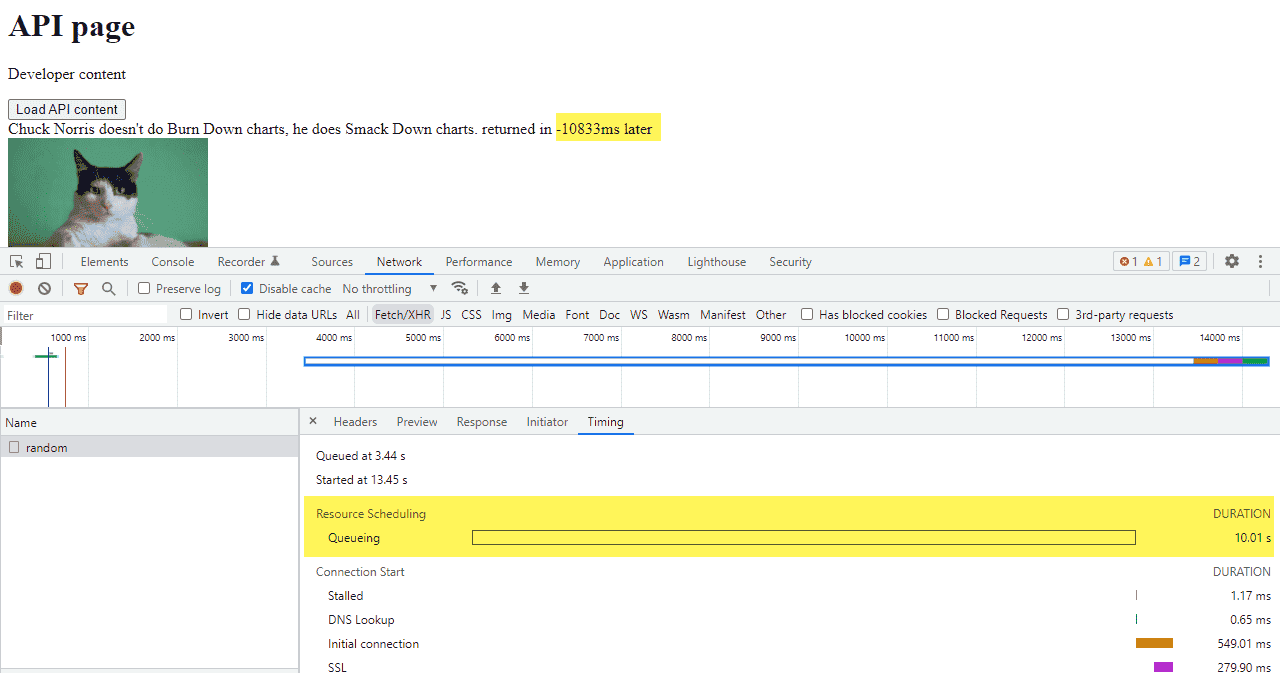 API page
Developer content
Load API content
Chuck Norris doesn't do Burn Down charts, he does Smack Down charts. returned in -10833ms later
Elements Console Recorder Sources Network Performance Memory Application Lighthouse Security 1 1 2
Preserve log Disable cache No throttling
Filter Invert Hide data URLs All Fetch/XHR JS CSS Img Media Font Doc WS Wasm Manifest Other Has blocked cookies Blocked Requests 3rd-party requests
1000 ms 2000 ms 3000 ms 4000 ms 5000 ms 6000 ms 7000 ms 8000 ms 9000 ms 10000 ms 11000 ms 12000 ms 13000 ms 14000 ms
Name × Headers Preview Response Initiator Timing
random
Queued at 3.44 s
Started at 13.45 s
Resource Scheduling DURATION
Queueing 10.01 s
Connection Start DURATION
Stalled 1.17 ms
DNS Lookup 0.65 ms
Initial connection 549.01 ms
SSL 279.90 ms